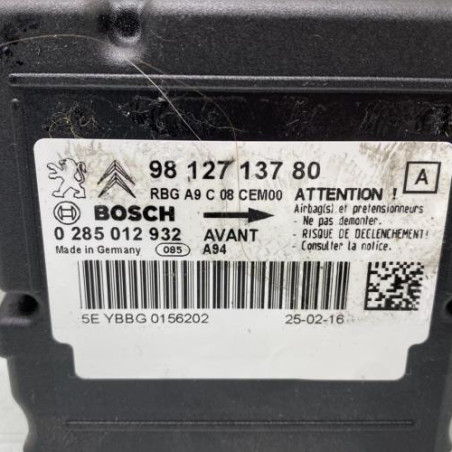 98 127 137 80
RBG A9 C 08 CEM00
A
BOSCH
0 285 012 932
AVANT
Made in Germany
085
A94
ATTENTION !
Airbag(s) et prétensionneurs
- Ne pas démonter.
- RISQUE DE DECLENCHEMENT!
- Consulter la notice.
5E YBBG 0156202
25-02-16